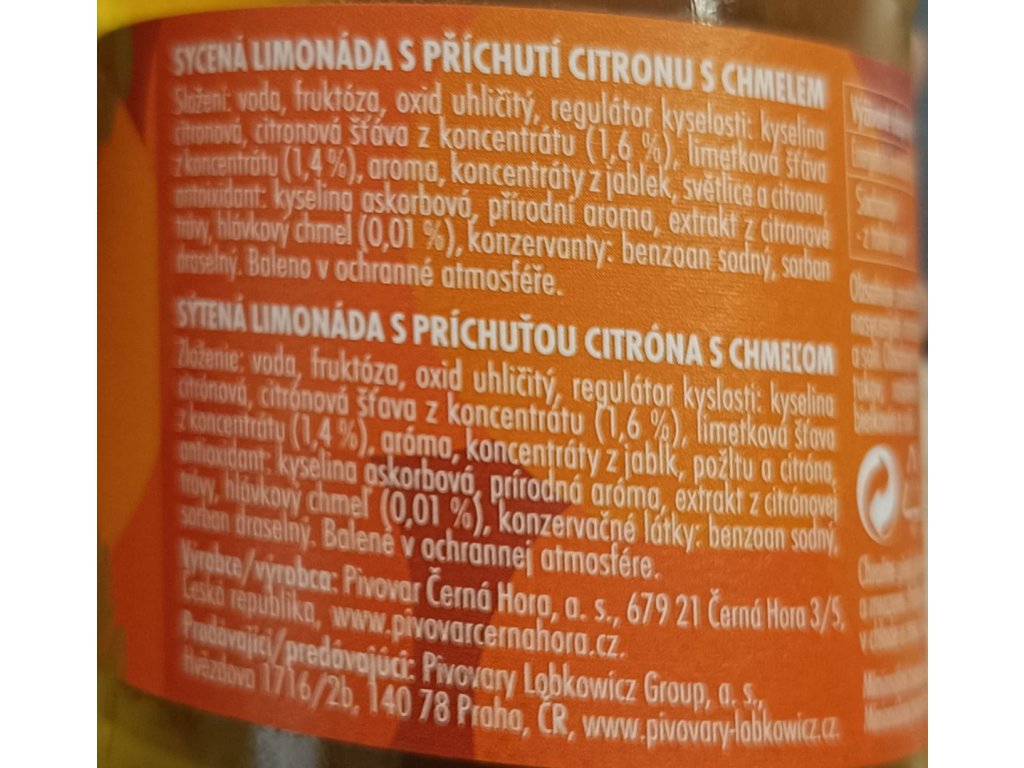 SYCENÁ LIMONÁDA S PŘÍCHUTÍ CITRONU S CHMELEM
Složení: voda, fruktóza, oxid uhličitý, regulátor kyselosti: kyselina
citronová, citronová šťáva z koncentrátu (1,6 %), limetková šťáva
z koncentrátu (1,4 %), aroma, koncentráty z jablek, světlice a citronu,
antioxidant: kyselina askorbová, přírodní aroma, extrakt z citronové
trávy, hlávkový chmel (0,01 %), konzervanty: benzoan sodný, sorban
draselný. Baleno v ochranné atmosféře.
SÝTENÁ LIMONÁDA S PRÍCHUŤOU CITRÓNA S CHMEĽOM
Zloženie: voda, fruktóza, oxid uhličitý, regulátor kyslosti: kyselina
citrónová, citrónová šťava z koncentrátu (1,6 %), limetková šťava
z koncentrátu (1,4 %), aróma, koncentráty z jabĺk, požltu a citróna,
antioxidant: kyselina askorbová, prírodná aróma, extrakt z citrónovej
trávy, hlávkový chmeľ (0,01 %), konzervačné látky: benzoan sodný,
sorban draselný. Balené v ochrannej atmosfére.
Výrobce/výrobca: Pivovar Černá Hora, a. s., 679 21 Černá Hora 3/5,
Česká republika, www.pivovarcernahora.cz.
Prodávající/predávajúci: Pivovary Lobkowicz Group, a. s.,
Hvězdova 1716/2b, 140 78 Praha, ČR, www.pivovary-lobkowicz.cz.